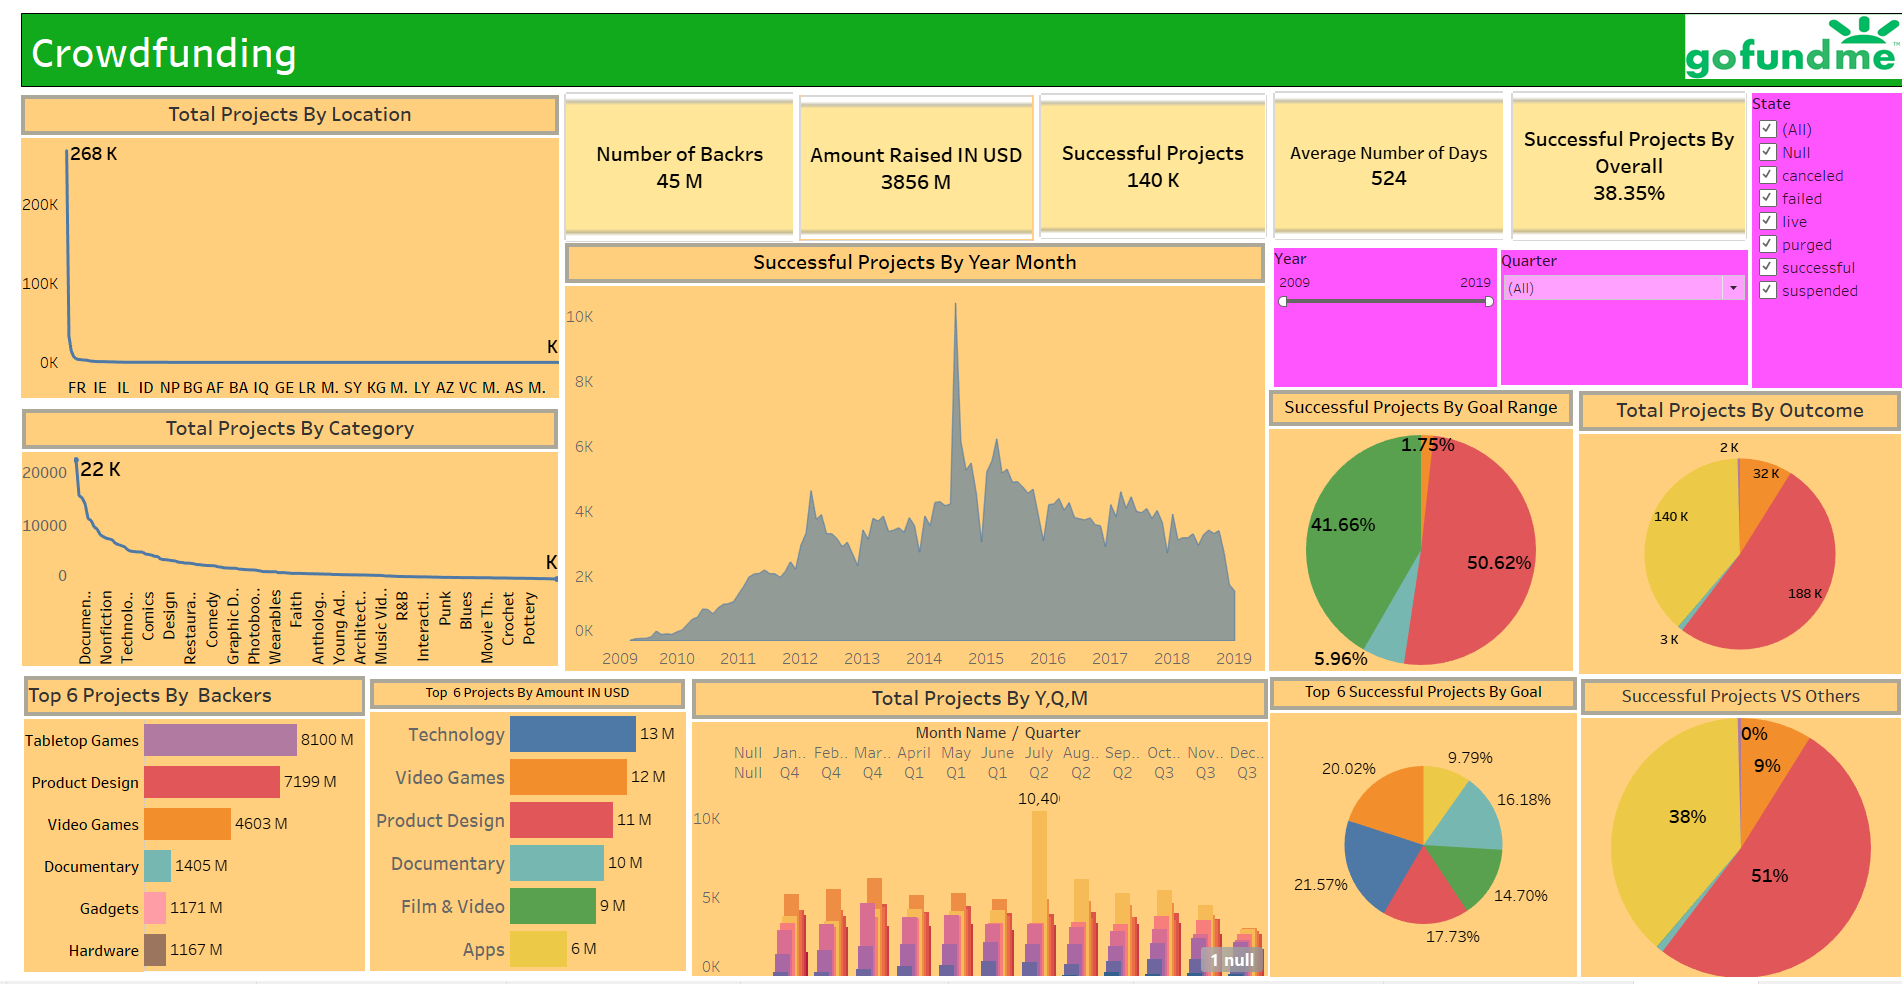 Crowdfunding
gofundme™
Total Projects By Location
268 K
200K
100K
0K
K
FR IE IL ID NP BG AF BA IQ GE LR M. SY KG M. LY AZ VC M. AS M.
Number of Backrs
45 M
Amount Raised IN USD
3856 M
Successful Projects
140 K
Average Number of Days
524
Successful Projects By
Overall
38.35%
State
(All)
Null
canceled
failed
live
purged
successful
suspended
Year
2009 2019
Quarter
(All)
Total Projects By Category
22 K
20000
10000
0
K
Documen..
Nonfiction
Technolo..
Comics
Design
Restaura..
Comedy
Graphic D..
Photoboo..
Wearables
Faith
Antholog..
Young Ad..
Architect..
Music Vid..
R&B
Interacti..
Punk
Blues
Movie Th..
Crochet
Pottery
Successful Projects By Year Month
10K
8K
6K
4K
2K
0K
2009 2010 2011 2012 2013 2014 2015 2016 2017 2018 2019
Successful Projects By Goal Range
1.75%
41.66%
50.62%
5.96%
Total Projects By Outcome
2 K
32 K
140 K
188 K
3 K
Top 6 Projects By Backers
Tabletop Games 8100 M
Product Design 7199 M
Video Games 4603 M
Documentary 1405 M
Gadgets 1171 M
Hardware 1167 M
Top 6 Projects By Amount IN USD
Technology 13 M
Video Games 12 M
Product Design 11 M
Documentary 10 M
Film & Video 9 M
Apps 6 M
Total Projects By Y,Q,M
Month Name / Quarter
Null Jan.. Feb.. Mar.. April May June July Aug.. Sep.. Oct.. Nov.. Dec..
Null Q4 Q4 Q4 Q1 Q1 Q1 Q2 Q2 Q2 Q3 Q3 Q3
10,40
10K
5K
0K
1 null
Top 6 Successful Projects By Goal
20.02%
9.79%
16.18%
21.57%
14.70%
17.73%
Successful Projects VS Others
0%
9%
38%
51%